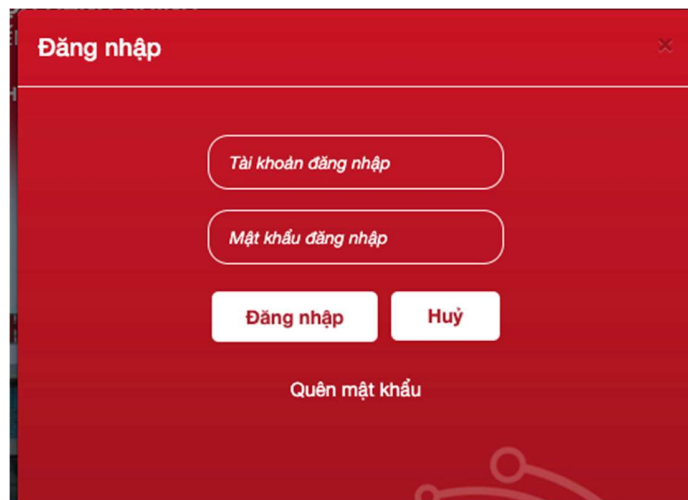 Đăng nhập
×
Tài khoản đăng nhập
Mật khẩu đăng nhập
Đăng nhập
Huỷ
Quên mật khẩu